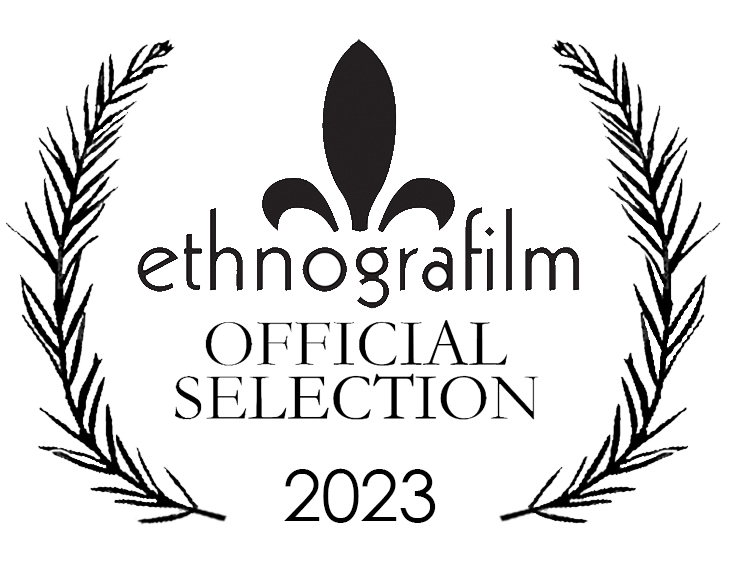 ethnografilm
OFFICIAL
SELECTION
2023